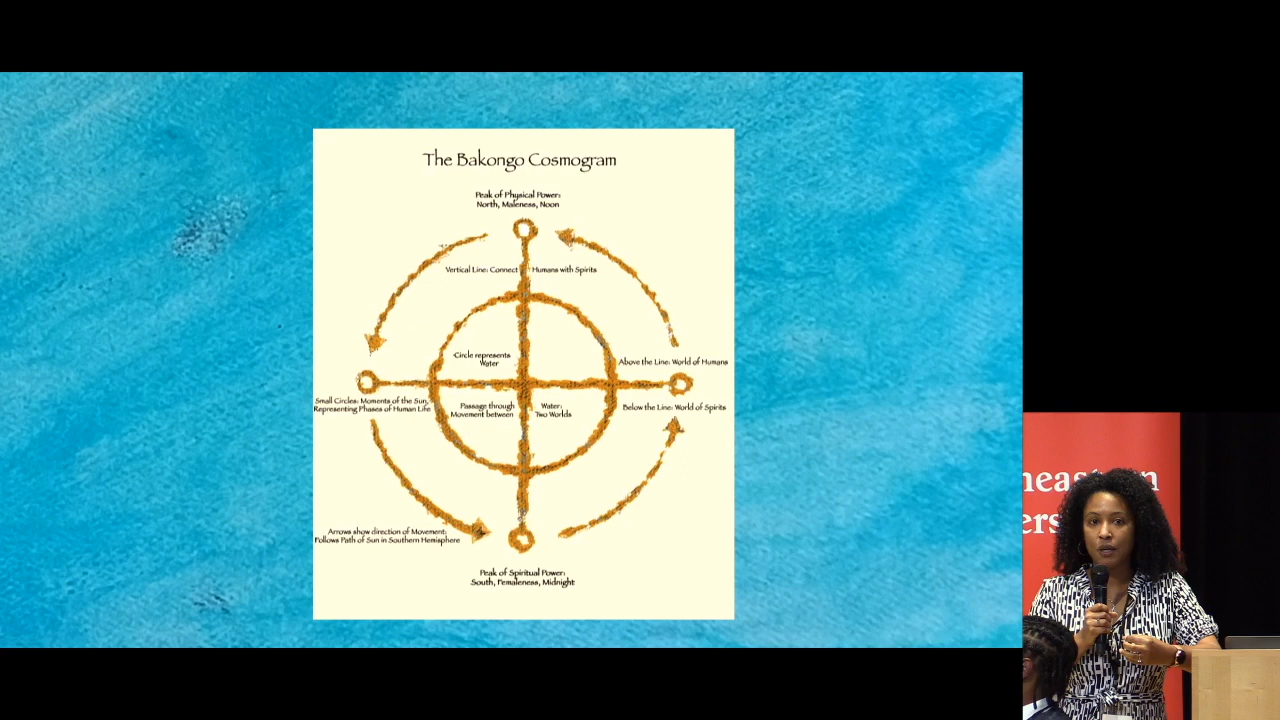 The Bakongo Cosmogram
Peak of Physical Power:
North, Maleness, Noon
Vertical Line: Connect Humans with Spirits
Circle represents
Water
Above the Line: World of Humans
Small Circles: Moments of the Sun,
Representing Phases of Human Life
Passage through Water:
Movement between Two Worlds
Below the Line: World of Spirits
Arrows show direction of Movement:
Follows Path of Sun in Southern Hemisphere
Peak of Spiritual Power:
South, Femaleness, Midnight
heastern
ers